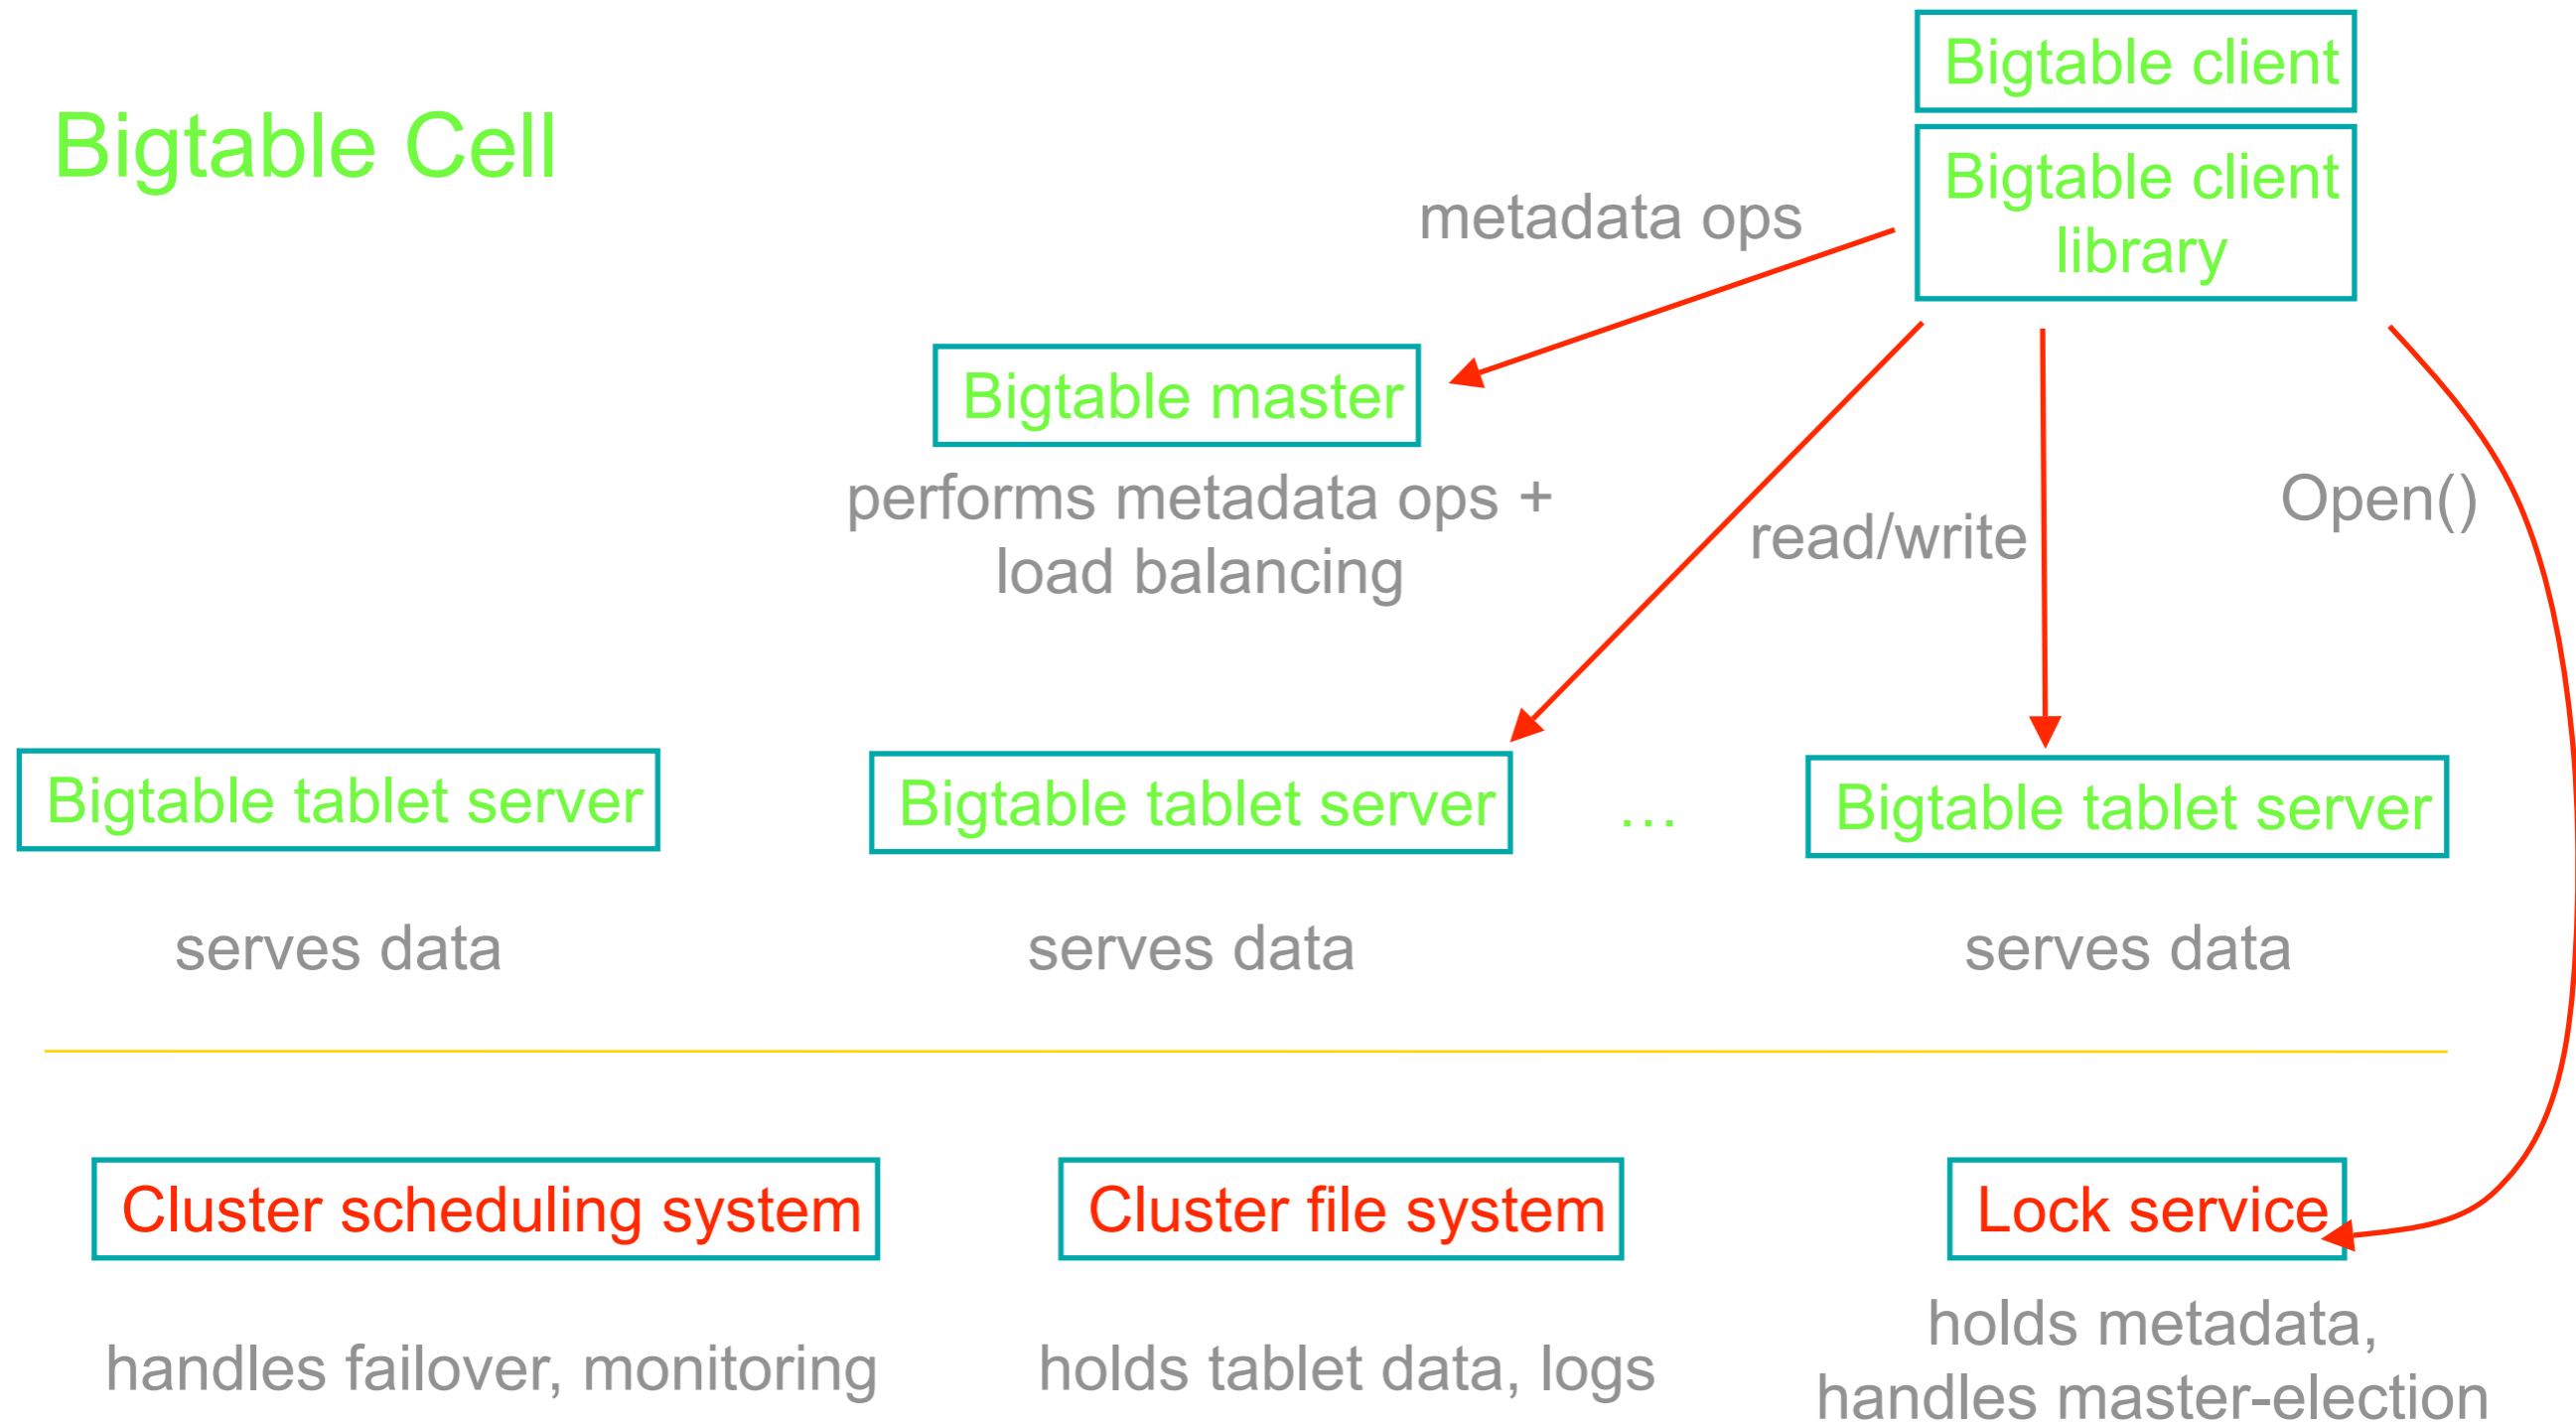 Bigtable Cell
Bigtable client
Bigtable client
library
metadata ops
Bigtable master
performs metadata ops +
load balancing
read/write
Open()
Bigtable tablet server
Bigtable tablet server
...
Bigtable tablet server
serves data
serves data
serves data
Cluster scheduling system
Cluster file system
Lock service
handles failover, monitoring
holds tablet data, logs
holds metadata,
handles master-election